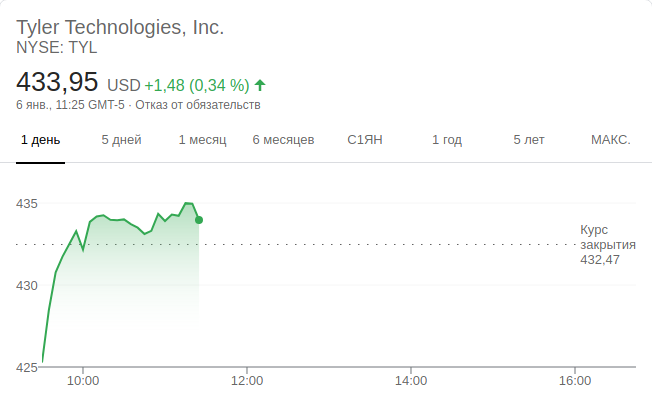 Tyler Technologies, Inc.
NYSE: TYL
433,95 USD +1,48 (0,34 %)
6 янв., 11:25 GMT-5 · Отказ от обязательств
1 день 5 дней 1 месяц 6 месяцев С1ЯН 1 год 5 лет МАКС.
435
Курс
закрытия
432,47
430
425
10:00 12:00 14:00 16:00